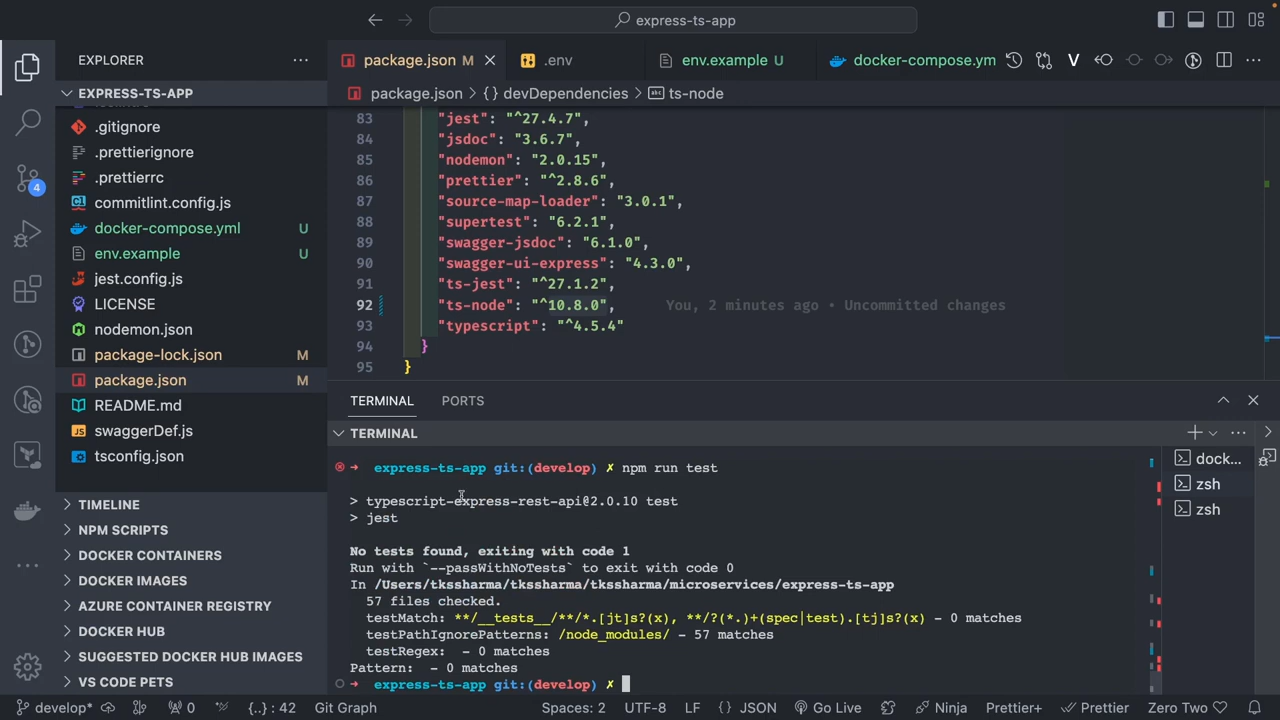 express-ts-app
EXPLORER
package.json M
.env
env.example U
docker-compose.ym
EXPRESS-TS-APP
package.json > {} devDependencies > ts-node
.gitignore
.prettierignore
.prettierrc
commitlint.config.js
docker-compose.yml U
env.example U
jest.config.js
LICENSE
nodemon.json
package-lock.json M
package.json M
README.md
swaggerDef.js
tsconfig.json
TIMELINE
NPM SCRIPTS
DOCKER CONTAINERS
DOCKER IMAGES
AZURE CONTAINER REGISTRY
DOCKER HUB
SUGGESTED DOCKER HUB IMAGES
VS CODE PETS
4
83 "jest": "^27.4.7",
84 "jsdoc": "3.6.7",
85 "nodemon": "2.0.15",
86 "prettier": "^2.8.6",
87 "source-map-loader": "3.0.1",
88 "supertest": "6.2.1",
89 "swagger-jsdoc": "6.1.0",
90 "swagger-ui-express": "4.3.0",
91 "ts-jest": "^27.1.2",
92 "ts-node": "^10.8.0", You, 2 minutes ago • Uncommitted changes
93 "typescript": "^4.5.4"
94 }
95 }
TERMINAL PORTS
TERMINAL
express-ts-app git:(develop) ✗ npm run test
> typescript-express-rest-api@2.0.10 test
> jest
No tests found, exiting with code 1
Run with `--passWithNoTests` to exit with code 0
In /Users/tkssharma/tkssharma/microservices/express-ts-app
57 files checked.
testMatch: **/__tests__/**/*.[jt]s?(x), **/?(*.)+(spec|test).[tj]s?(x) - 0 matches
testPathIgnorePatterns: /node_modules/ - 57 matches
testRegex:  - 0 matches
Pattern:  - 0 matches
express-ts-app git:(develop) ✗
dock...
zsh
zsh
develop* 0 {..} : 42 Git Graph Spaces: 2 UTF-8 LF {} JSON Go Live Ninja Prettier+ Prettier Zero Two